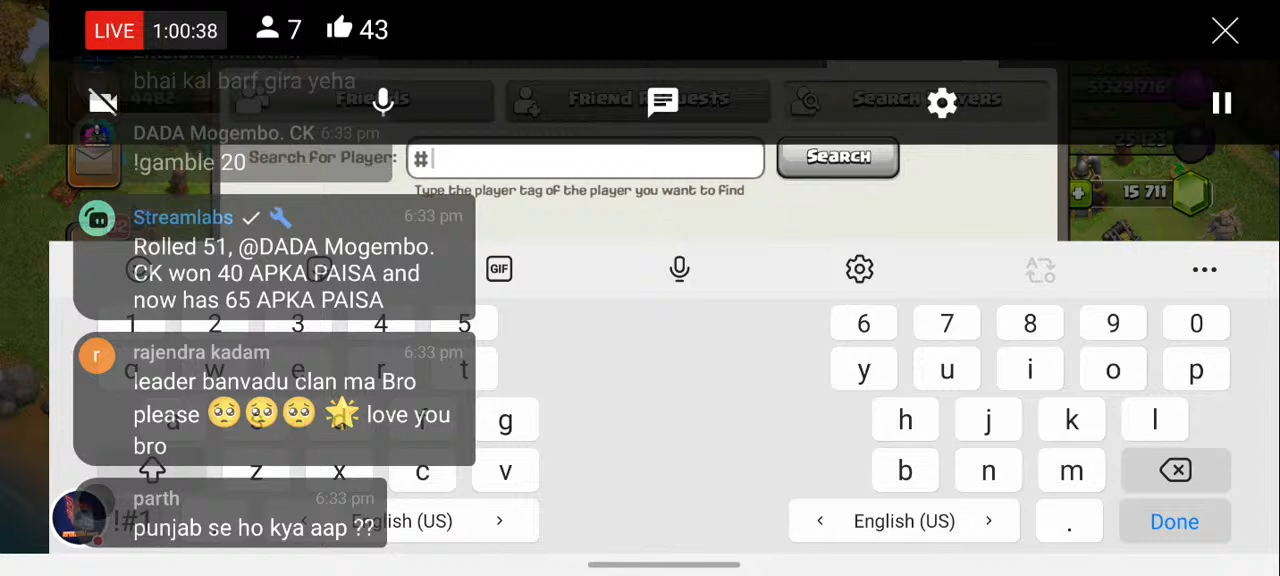 LIVE 1:00:38 7 43
bhai kal barf gira yeha
Friends Friend Requests Search Players
DADA Mogembo. CK 6:33 pm
!gamble 20
Search for Player: # Search
Type the player tag of the player you want to find
15 711
Streamlabs 6:33 pm
Rolled 51, @DADA Mogembo.
CK won 40 APKA PAISA and
now has 65 APKA PAISA
GIF
1 2 3 4 5 6 7 8 9 0
rajendra kadam 6:33 pm
leader banvadu clan ma Bro
please 🥺🥺🥺 🌟 love you
bro
q w e r t y u i o p
a s d f g h j k l
z x c v b n m
parth 6:33 pm
punjab se ho kya aap ??
!#1 English (US) English (US) . Done